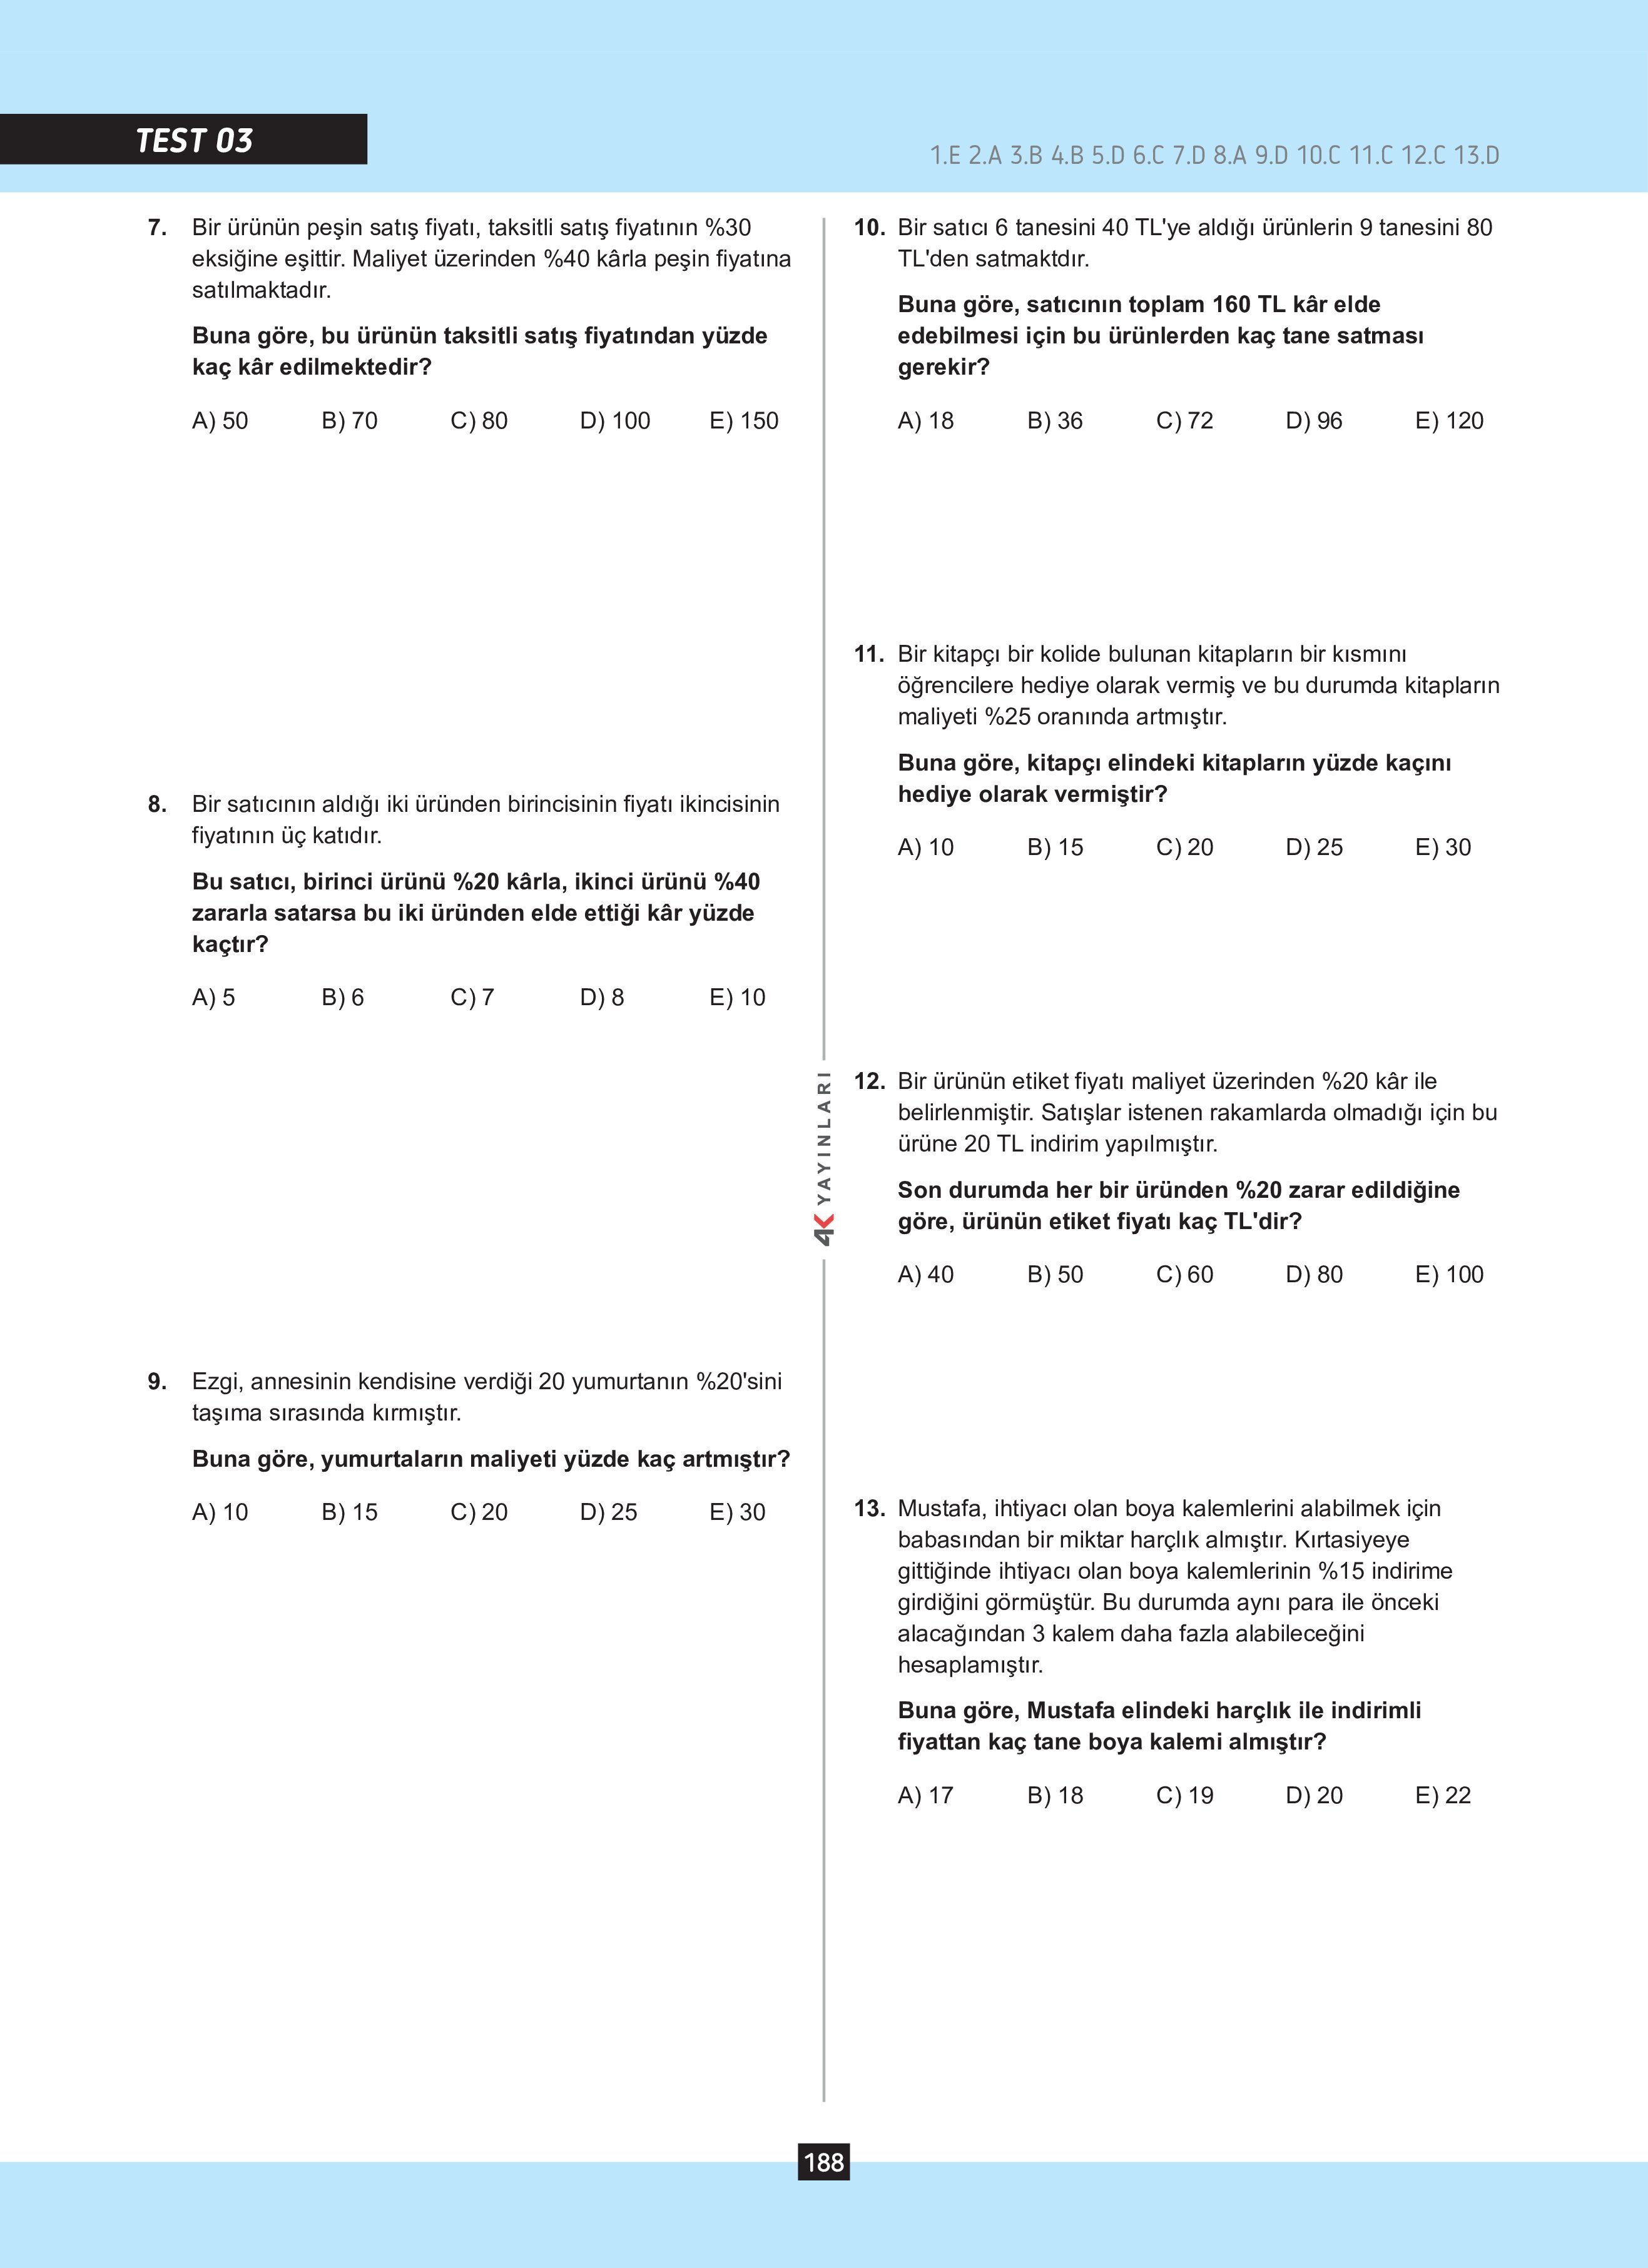 TEST 03
1.E 2.A 3.B 4.B 5.D 6.C 7.D 8.A 9.D 10.C 11.C 12.C 13.D
7. Bir ürünün peşin satış fiyatı, taksitli satış fiyatının %30
eksiğine eşittir. Maliyet üzerinden %40 kârla peşin fiyatına
satılmaktadır.
Buna göre, bu ürünün taksitli satış fiyatından yüzde
kaç kâr edilmektedir?
A) 50 B) 70 C) 80 D) 100 E) 150
8. Bir satıcının aldığı iki üründen birincisinin fiyatı ikincisinin
fiyatının üç katıdır.
Bu satıcı, birinci ürünü %20 kârla, ikinci ürünü %40
zararla satarsa bu iki üründen elde ettiği kâr yüzde
kaçtır?
A) 5 B) 6 C) 7 D) 8 E) 10
9. Ezgi, annesinin kendisine verdiği 20 yumurtanın %20'sini
taşıma sırasında kırmıştır.
Buna göre, yumurtaların maliyeti yüzde kaç artmıştır?
A) 10 B) 15 C) 20 D) 25 E) 30
4K YAYINLARI
10. Bir satıcı 6 tanesini 40 TL'ye aldığı ürünlerin 9 tanesini 80
TL'den satmaktdır.
Buna göre, satıcının toplam 160 TL kâr elde
edebilmesi için bu ürünlerden kaç tane satması
gerekir?
A) 18 B) 36 C) 72 D) 96 E) 120
11. Bir kitapçı bir kolide bulunan kitapların bir kısmını
öğrencilere hediye olarak vermiş ve bu durumda kitapların
maliyeti %25 oranında artmıştır.
Buna göre, kitapçı elindeki kitapların yüzde kaçını
hediye olarak vermiştir?
A) 10 B) 15 C) 20 D) 25 E) 30
12. Bir ürünün etiket fiyatı maliyet üzerinden %20 kâr ile
belirlenmiştir. Satışlar istenen rakamlarda olmadığı için bu
ürüne 20 TL indirim yapılmıştır.
Son durumda her bir üründen %20 zarar edildiğine
göre, ürünün etiket fiyatı kaç TL'dir?
A) 40 B) 50 C) 60 D) 80 E) 100
13. Mustafa, ihtiyacı olan boya kalemlerini alabilmek için
babasından bir miktar harçlık almıştır. Kırtasiyeye
gittiğinde ihtiyacı olan boya kalemlerinin %15 indirime
girdiğini görmüştür. Bu durumda aynı para ile önceki
alacağından 3 kalem daha fazla alabileceğini
hesaplamıştır.
Buna göre, Mustafa elindeki harçlık ile indirimli
fiyattan kaç tane boya kalemi almıştır?
A) 17 B) 18 C) 19 D) 20 E) 22
188